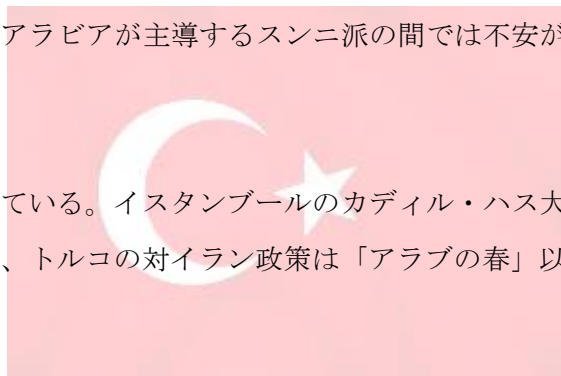 アラビアが主導するスンニ派の間では不安が
ている。イスタンブールのカディル・ハス大
、トルコの対イラン政策は「アラブの春」以